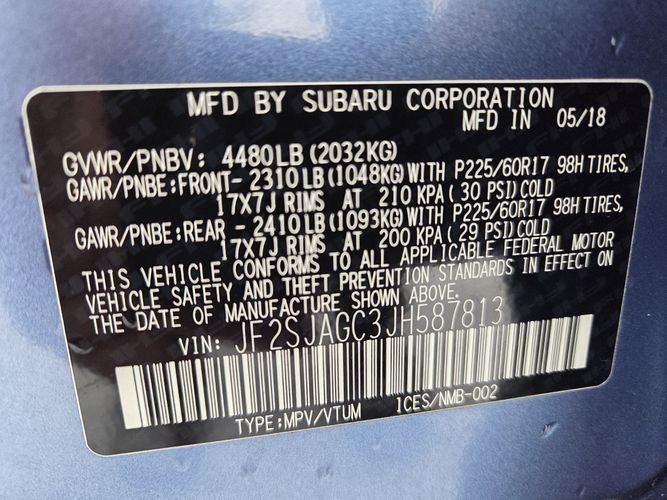 MFD BY SUBARU CORPORATION
MFD IN 05/18
GVWR/PNBV: 4480LB(2032KG)
GAWR/PNBE:FRONT- 2310LB(1048KG)WITH P225/60R17 98H TIRES,
17X7J RIMS AT 210 KPA( 30 PSI)COLD
GAWR/PNBE:REAR - 2410LB(1093KG)WITH P225/60R17 98H TIRES,
17X7J RIMS AT 200 KPA( 29 PSI)COLD
THIS VEHICLE CONFORMS TO ALL APPLICABLE FEDERAL MOTOR
VEHICLE SAFETY AND THEFT PREVENTION STANDARDS IN EFFECT ON
THE DATE OF MANUFACTURE SHOWN ABOVE.
VIN: JF2SJAGC3JH587813
TYPE:MPV/VTUM ICES/NMB-002